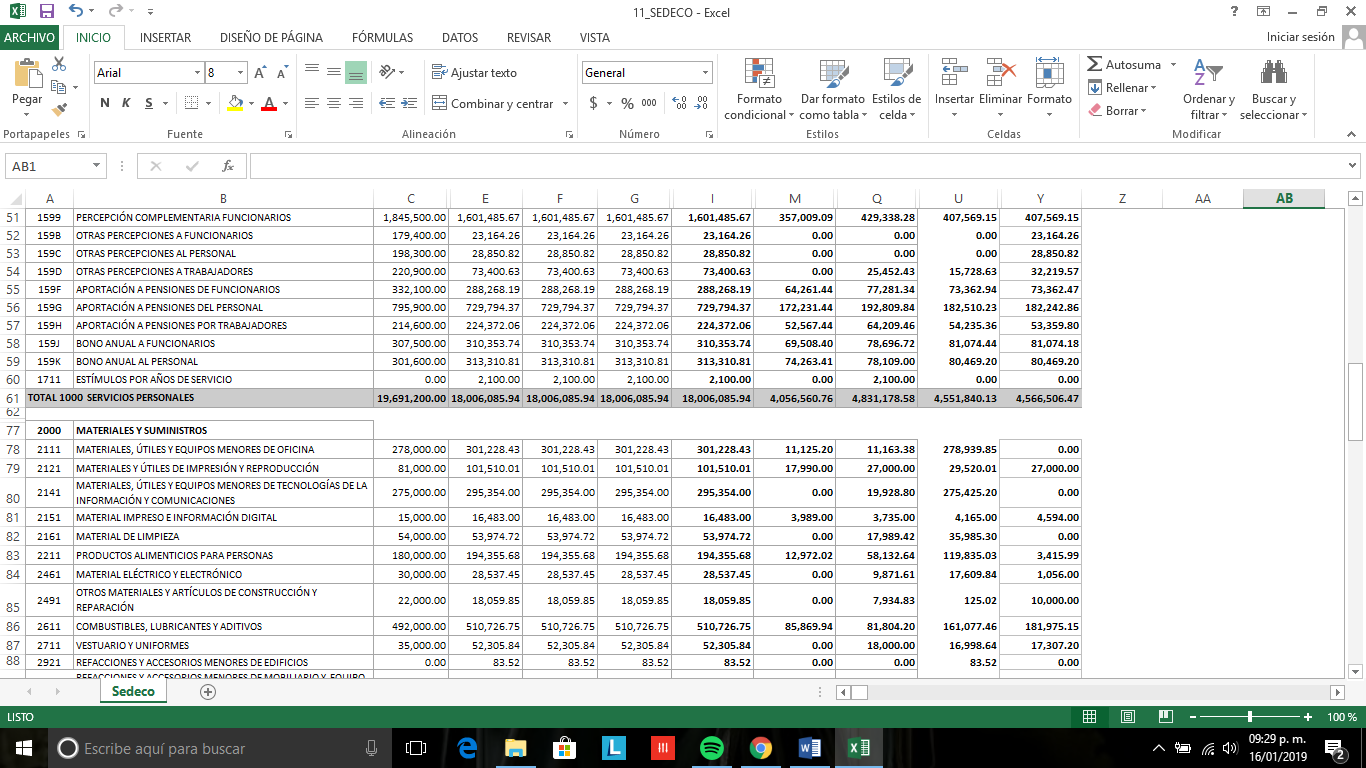 11_SEDECO - Excel
ARCHIVO INICIO INSERTAR DISEÑO DE PÁGINA FÓRMULAS DATOS REVISAR VISTA Iniciar sesión
Pegar Arial 8 Ajustar texto General Formato condicional Dar formato como tabla Estilos de celda Insertar Eliminar Formato Autosuma Rellenar Borrar Ordenar y filtrar Buscar y seleccionar
N K S Combinar y centrar $ % 000
Portapapeles Fuente Alineación Número Estilos Celdas Modificar
AB1 fx
A B C E F G I M Q U Y Z AA AB
51 1599 PERCEPCIÓN COMPLEMENTARIA FUNCIONARIOS 1,845,500.00 1,601,485.67 1,601,485.67 1,601,485.67 1,601,485.67 357,009.09 429,338.28 407,569.15 407,569.15
52 159B OTRAS PERCEPCIONES A FUNCIONARIOS 179,400.00 23,164.26 23,164.26 23,164.26 23,164.26 0.00 0.00 0.00 23,164.26
53 159C OTRAS PERCEPCIONES AL PERSONAL 198,300.00 28,850.82 28,850.82 28,850.82 28,850.82 0.00 0.00 0.00 28,850.82
54 159D OTRAS PERCEPCIONES A TRABAJADORES 220,900.00 73,400.63 73,400.63 73,400.63 73,400.63 0.00 25,452.43 15,728.63 32,219.57
55 159F APORTACIÓN A PENSIONES DE FUNCIONARIOS 332,100.00 288,268.19 288,268.19 288,268.19 288,268.19 64,261.44 77,281.34 73,362.94 73,362.47
56 159G APORTACIÓN A PENSIONES DEL PERSONAL 795,900.00 729,794.37 729,794.37 729,794.37 729,794.37 172,231.44 192,809.84 182,510.23 182,242.86
57 159H APORTACIÓN A PENSIONES POR TRABAJADORES 214,600.00 224,372.06 224,372.06 224,372.06 224,372.06 52,567.44 64,209.46 54,235.36 53,359.80
58 159J BONO ANUAL A FUNCIONARIOS 307,500.00 310,353.74 310,353.74 310,353.74 310,353.74 69,508.40 78,696.72 81,074.44 81,074.18
59 159K BONO ANUAL AL PERSONAL 301,600.00 313,310.81 313,310.81 313,310.81 313,310.81 74,263.41 78,109.00 80,469.20 80,469.20
60 1711 ESTÍMULOS POR AÑOS DE SERVICIO 0.00 2,100.00 2,100.00 2,100.00 2,100.00 0.00 2,100.00 0.00 0.00
61 TOTAL 1000 SERVICIOS PERSONALES 19,691,200.00 18,006,085.94 18,006,085.94 18,006,085.94 18,006,085.94 4,056,560.76 4,831,178.58 4,551,840.13 4,566,506.47
62
77 2000 MATERIALES Y SUMINISTROS
78 2111 MATERIALES, ÚTILES Y EQUIPOS MENORES DE OFICINA 278,000.00 301,228.43 301,228.43 301,228.43 301,228.43 11,125.20 11,163.38 278,939.85 0.00
79 2121 MATERIALES Y ÚTILES DE IMPRESIÓN Y REPRODUCCIÓN 81,000.00 101,510.01 101,510.01 101,510.01 101,510.01 17,990.00 27,000.00 29,520.01 27,000.00
80 2141 MATERIALES, ÚTILES Y EQUIPOS MENORES DE TECNOLOGÍAS DE LA
INFORMACIÓN Y COMUNICACIONES 275,000.00 295,354.00 295,354.00 295,354.00 295,354.00 0.00 19,928.80 275,425.20 0.00
81 2151 MATERIAL IMPRESO E INFORMACIÓN DIGITAL 15,000.00 16,483.00 16,483.00 16,483.00 16,483.00 3,989.00 3,735.00 4,165.00 4,594.00
82 2161 MATERIAL DE LIMPIEZA 54,000.00 53,974.72 53,974.72 53,974.72 53,974.72 0.00 17,989.42 35,985.30 0.00
83 2211 PRODUCTOS ALIMENTICIOS PARA PERSONAS 180,000.00 194,355.68 194,355.68 194,355.68 194,355.68 12,972.02 58,132.64 119,835.03 3,415.99
84 2461 MATERIAL ELÉCTRICO Y ELECTRÓNICO 30,000.00 28,537.45 28,537.45 28,537.45 28,537.45 0.00 9,871.61 17,609.84 1,056.00
85 2491 OTROS MATERIALES Y ARTÍCULOS DE CONSTRUCCIÓN Y
REPARACIÓN 22,000.00 18,059.85 18,059.85 18,059.85 18,059.85 0.00 7,934.83 125.02 10,000.00
86 2611 COMBUSTIBLES, LUBRICANTES Y ADITIVOS 492,000.00 510,726.75 510,726.75 510,726.75 510,726.75 85,869.94 81,804.20 161,077.46 181,975.15
87 2711 VESTUARIO Y UNIFORMES 35,000.00 52,305.84 52,305.84 52,305.84 52,305.84 0.00 18,000.00 16,998.64 17,307.20
88 2921 REFACCIONES Y ACCESORIOS MENORES DE EDIFICIOS 0.00 83.52 83.52 83.52 83.52 0.00 0.00 83.52 0.00
REFACCIONES Y ACCESORIOS MENORES DE MOBILIARIO Y EQUIPO
Sedeco
LISTO 100 %
Escribe aquí para buscar
09:29 p. m.
16/01/2019
2